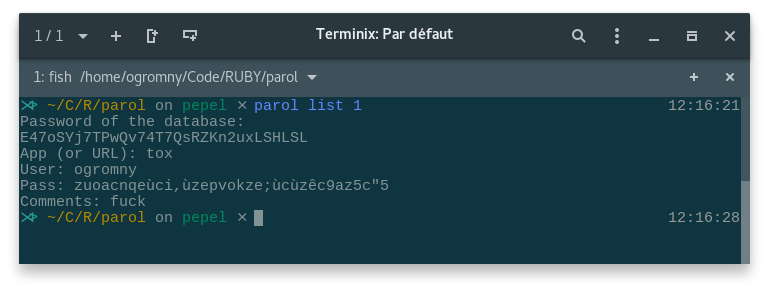 1 / 1
Terminix: Par défaut
1: fish /home/ogromny/Code/RUBY/parol
~/C/R/parol on pepel × parol list 1 12:16:21
Password of the database:
E47oSYj7TPwQv74T7QsRZKn2uxLSHLSL
App (or URL): tox
User: ogromny
Pass: zuoacnqeùci,ùzepvokze;ùcùzêc9az5c"5
Comments: fuck
~/C/R/parol on pepel × 12:16:28